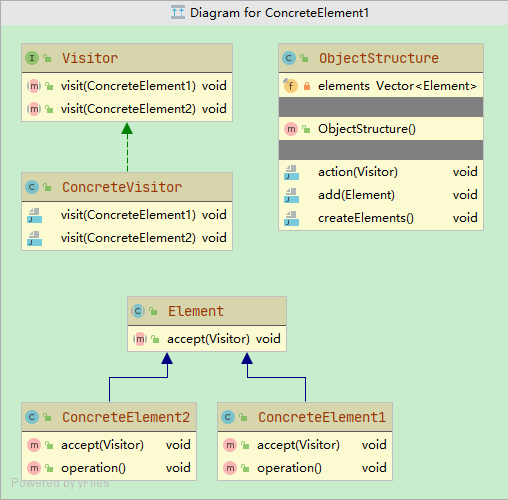 Diagram for ConcreteElement1
I Visitor
m visit(ConcreteElement1) void
m visit(ConcreteElement2) void
C ConcreteVisitor
visit(ConcreteElement1) void
visit(ConcreteElement2) void
C ObjectStructure
f elements Vector<Element>
m ObjectStructure()
action(Visitor) void
add(Element) void
createElements() void
C Element
m accept(Visitor) void
C ConcreteElement2
m accept(Visitor) void
m operation() void
C ConcreteElement1
m accept(Visitor) void
m operation() void
Powered by yFiles